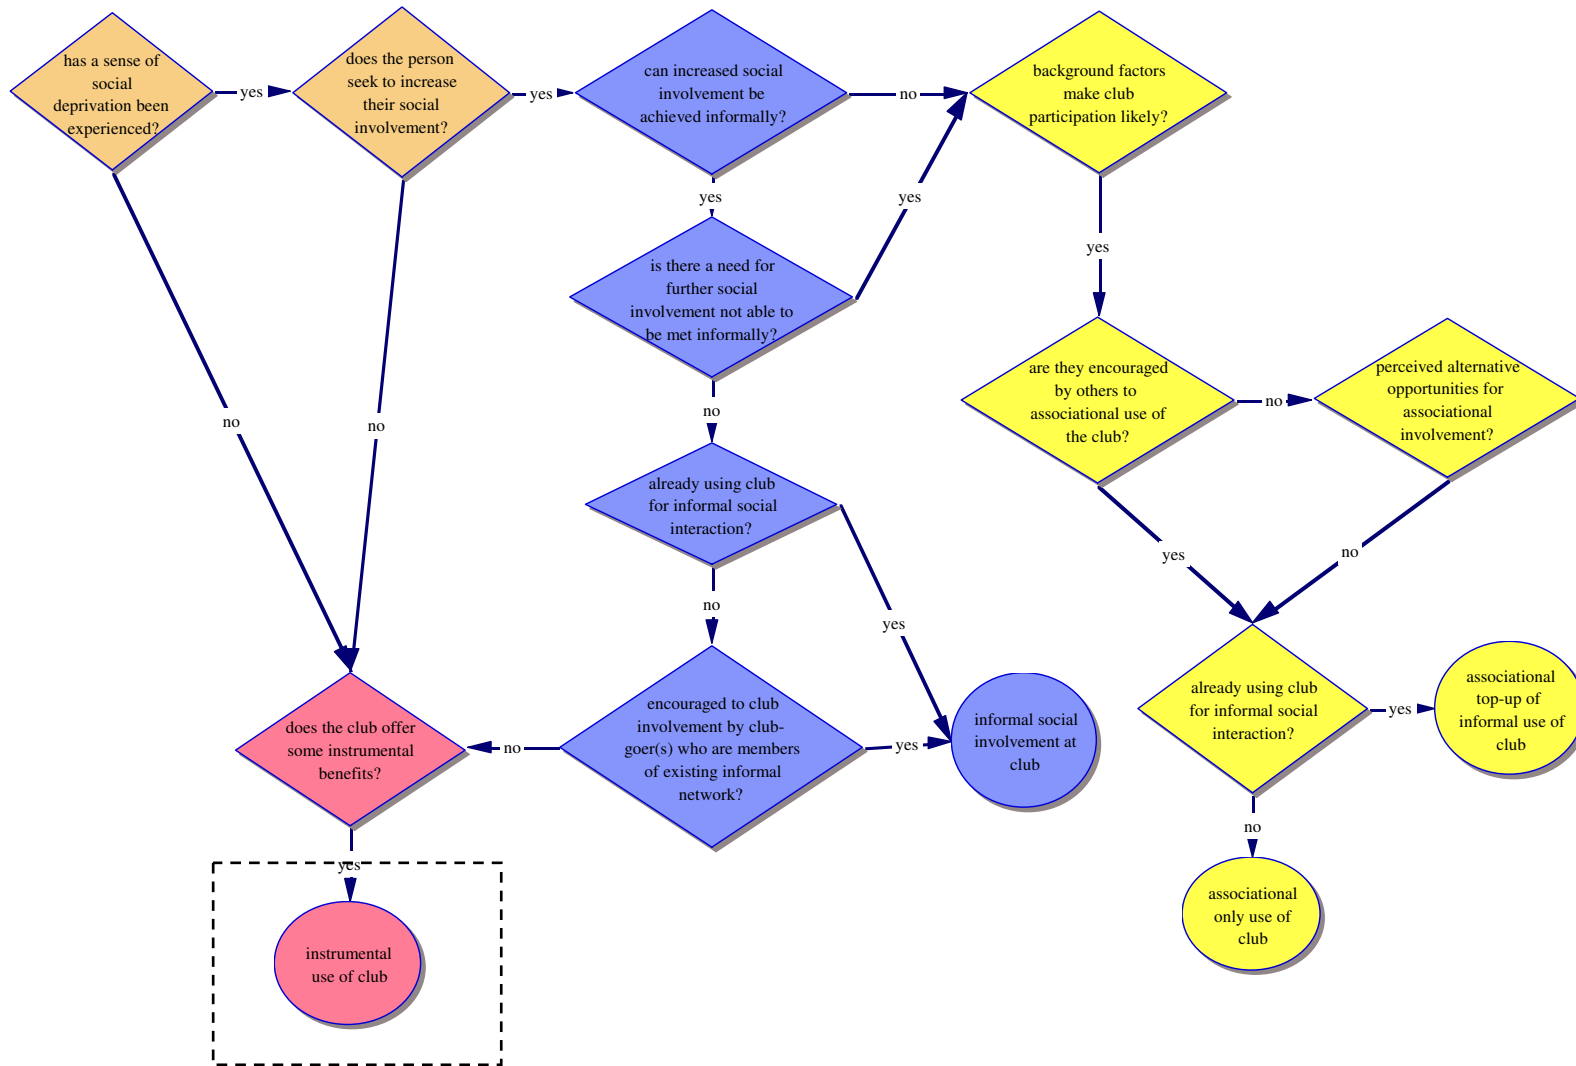 has a sense of
social
deprivation been
experienced?
yes
does the person
seek to increase
their social
involvement?
yes
can increased social
involvement be
achieved informally?
no
background factors
make club
participation likely?
yes
yes
yes
is there a need for
further social
involvement not able to
be met informally?
are they encouraged
by others to
associational use of
the club?
no
perceived alternative
opportunities for
associational
involvement?
no
no
no
already using club
for informal social
interaction?
yes
no
no
yes
encouraged to club
involvement by club-
goer(s) who are members
of existing informal
network?
no
yes
does the club offer
some instrumental
benefits?
informal social
involvement at
club
already using club
for informal social
interaction?
yes
associational
top-up of
informal use of
club
no
yes
associational
only use of
club
instrumental
use of club